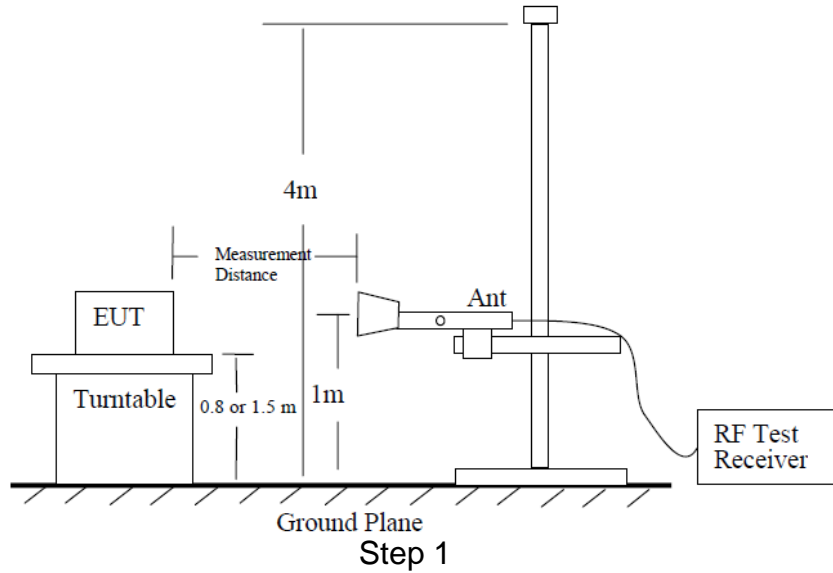 4m
Measurement
Distance
EUT
Ant
Turntable
0.8 or 1.5 m
1m
RF Test
Receiver
Ground Plane
Step 1